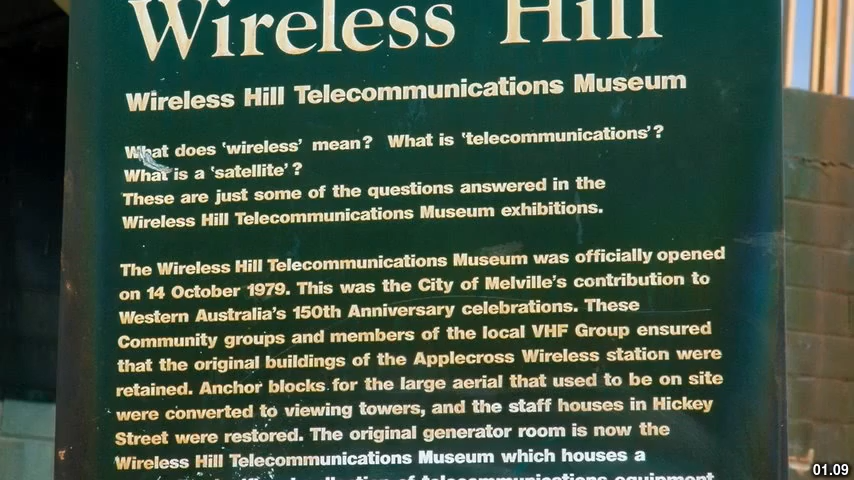 Wireless Hill
Wireless Hill Telecommunications Museum
What does 'wireless' mean? What is 'telecommunications'?
What is a 'satellite'?
These are just some of the questions answered in the
Wireless Hill Telecommunications Museum exhibitions.
The Wireless Hill Telecommunications Museum was officially opened
on 14 October 1979. This was the City of Melville's contribution to
Western Australia's 150th Anniversary celebrations. These
Community groups and members of the local VHF Group ensured
that the original buildings of the Applecross Wireless station were
retained. Anchor blocks for the large aerial that used to be on site
were converted to viewing towers, and the staff houses in Hickey
Street were restored. The original generator room is now the
Wireless Hill Telecommunications Museum which houses a
of telecommunications equipment
01.09